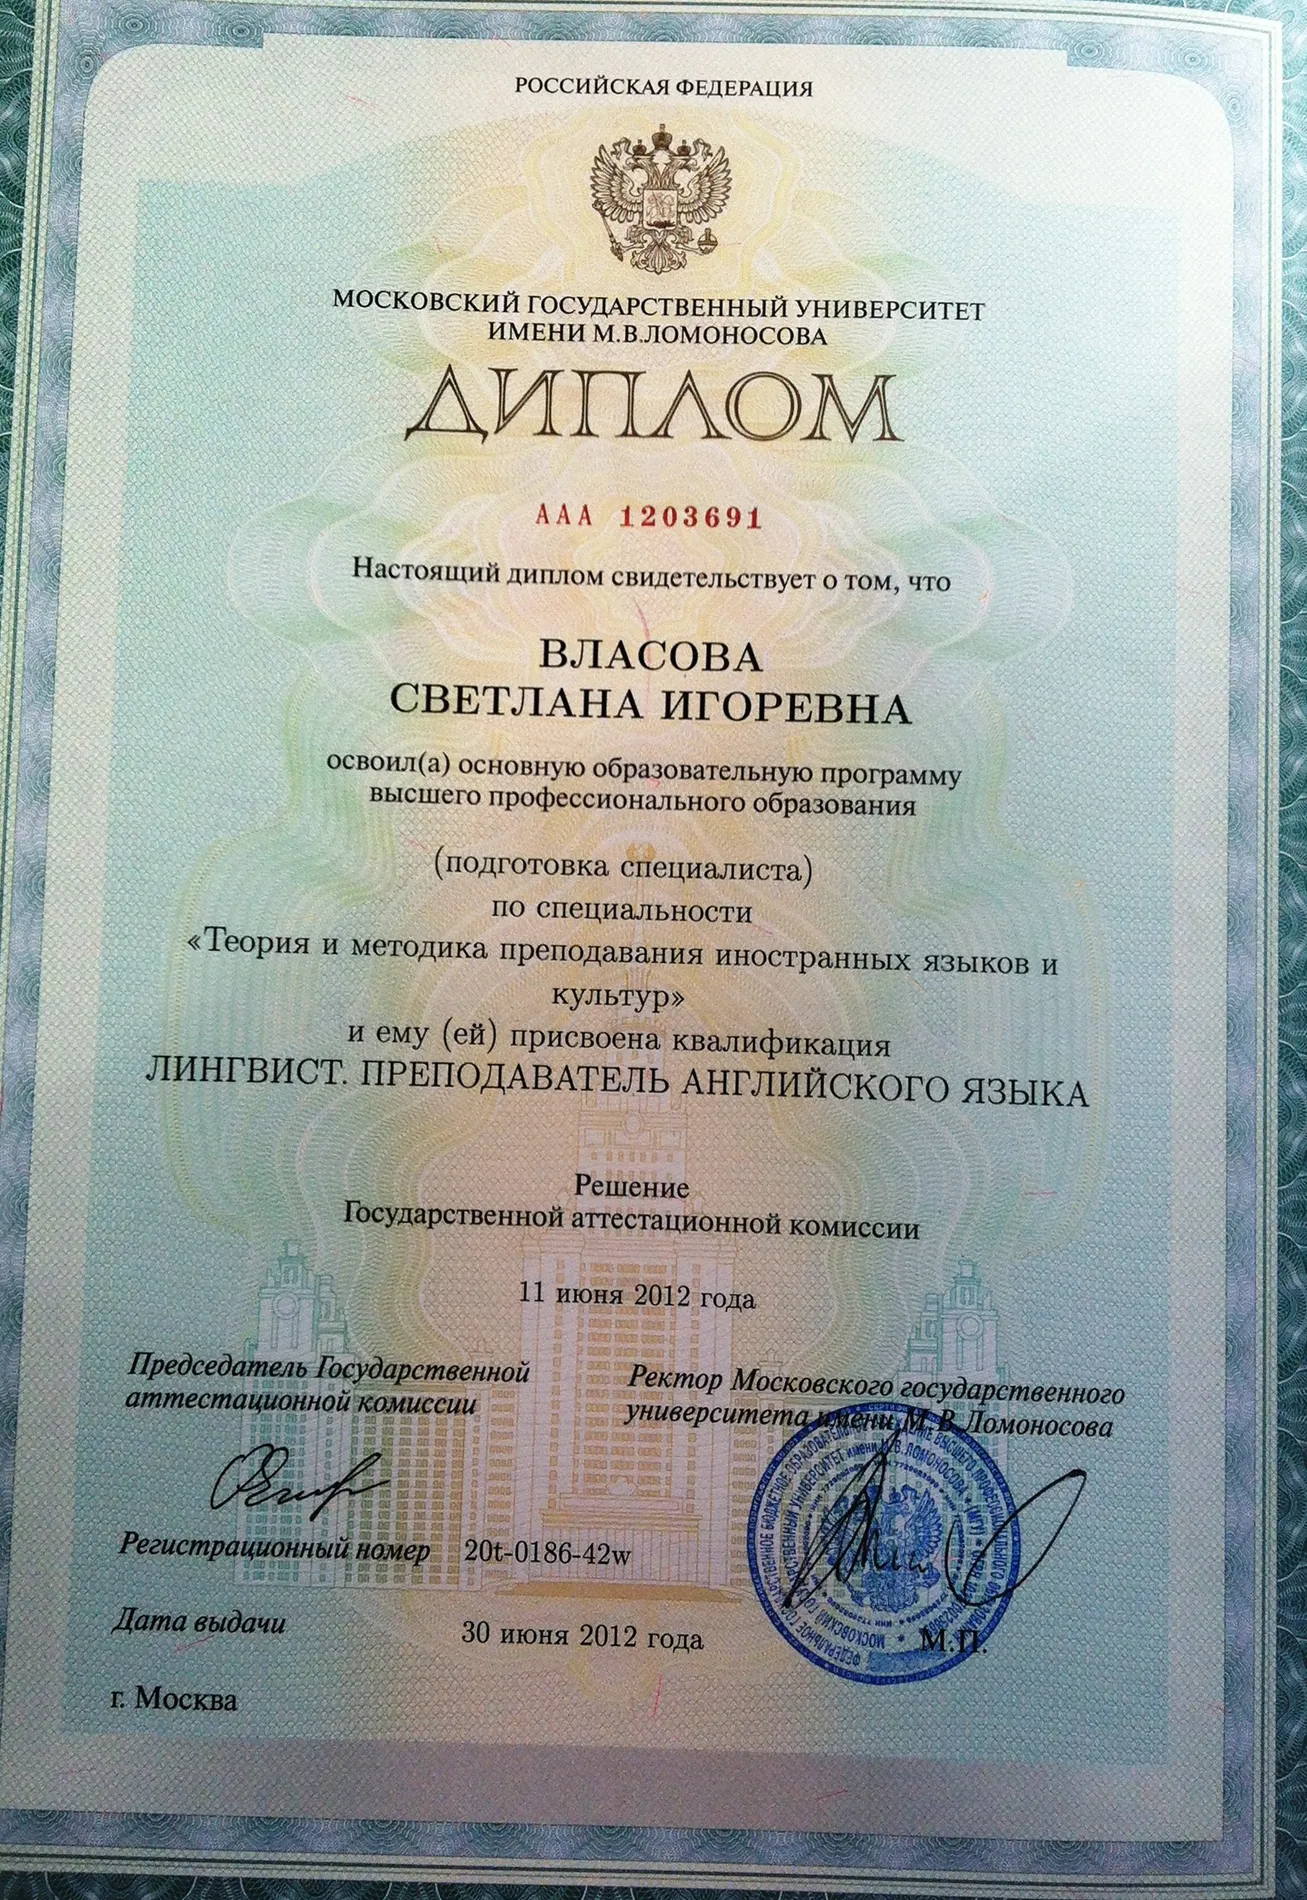 РОССИЙСКАЯ ФЕДЕРАЦИЯ
МОСКОВСКИЙ ГОСУДАРСТВЕННЫЙ УНИВЕРСИТЕТ
ИМЕНИ М.В.ЛОМОНОСОВА
ДИПЛОМ
ААА 1203691
Настоящий диплом свидетельствует о том, что
ВЛАСОВА
СВЕТЛАНА ИГОРЕВНА
освоил(а) основную образовательную программу
высшего профессионального образования
(подготовка специалиста)
по специальности
«Теория и методика преподавания иностранных языков и
культур»
и ему (ей) присвоена квалификация
ЛИНГВИСТ. ПРЕПОДАВАТЕЛЬ АНГЛИЙСКОГО ЯЗЫКА
Решение
Государственной аттестационной комиссии
11 июня 2012 года
Председатель Государственной
аттестационной комиссии
Ректор Московского государственного
университета имени М.В.Ломоносова
Регистрационный номер 20t-0186-42w
Дата выдачи 30 июня 2012 года
М.П.
г. Москва